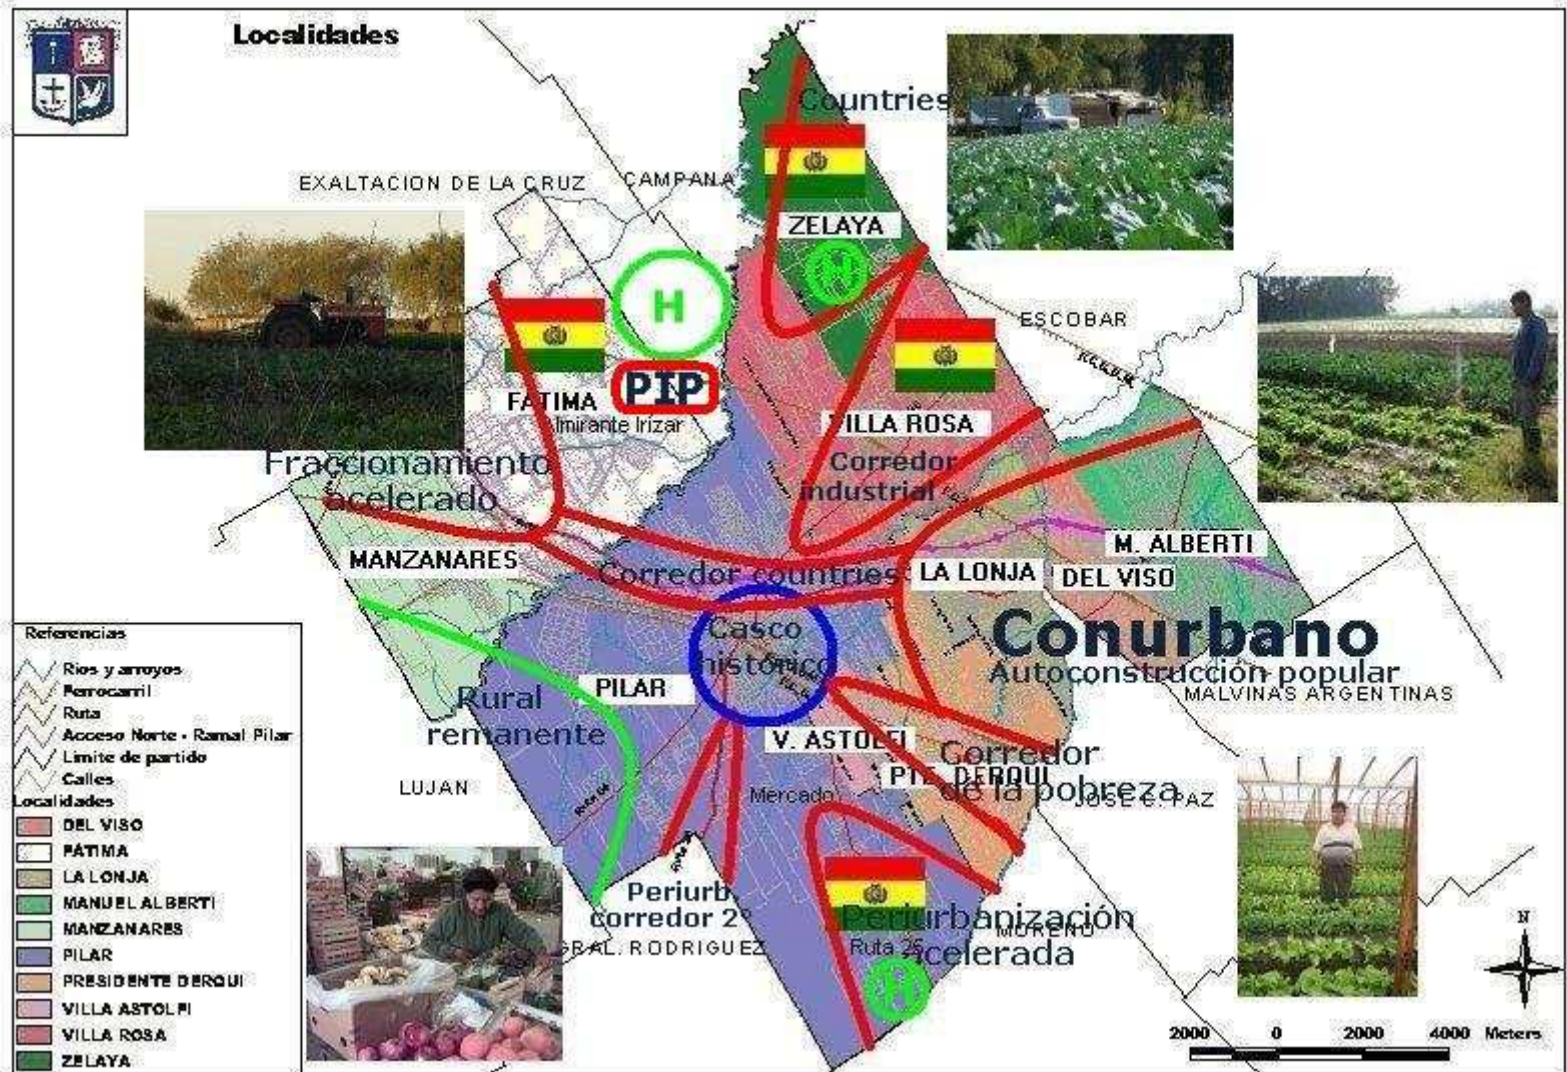 Localidades
Countries
EXALTACION DE LA CRUZ
CAMPANA
ZELAYA
H
H
ESCOBAR
PIP
FATIMA
Almirante Irizar
VILLA ROSA
Corredor
industrial
Fraccionamiento
acelerado
MANZANARES
M. ALBERTI
Corredor countries
LA LONJA
DEL VISO
Casco
histórico
Conurbano
Autoconstrucción popular
MALVINAS ARGENTINAS
PILAR
Rural
remanente
V. ASTOLFI
Corredor
de la pobreza
PTE. DERQUI
LUJAN
Mercado
JOSE C. PAZ
Periurb
corredor 2º
GRAL. RODRIGUEZ
Periurbanización
acelerada
MORENO
Ruta 25
H
N
2000 0 2000 4000 Meters
Referencias
Rios y arroyos
Ferrocarril
Ruta
Acceso Norte - Ramal Pilar
Limite de partido
Calles
Localidades
DEL VISO
FATIMA
LA LONJA
MANUEL ALBERTI
MANZANARES
PILAR
PRESIDENTE DERQUI
VILLA ASTOLFI
VILLA ROSA
ZELAYA